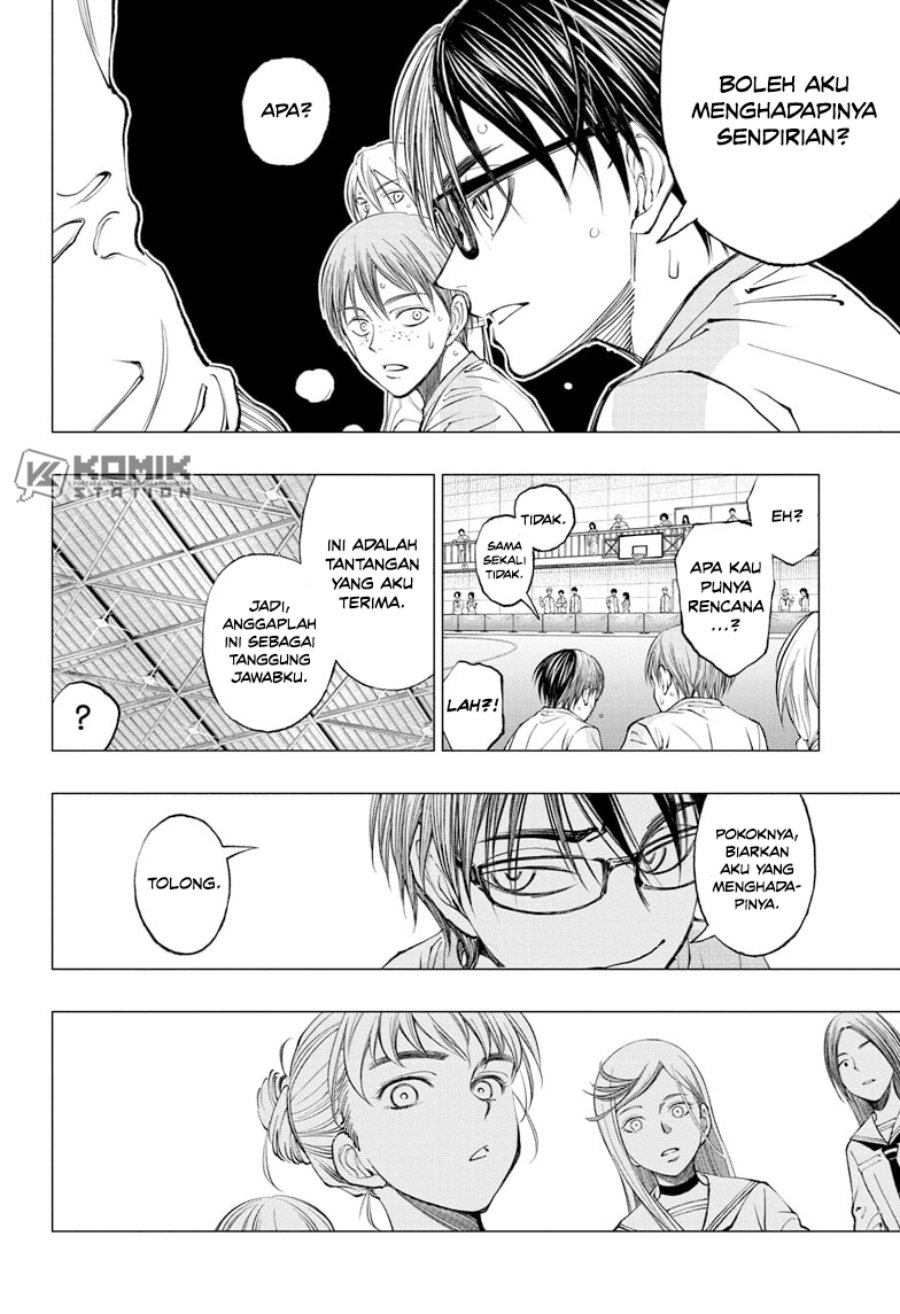 BOLEH AKU
MENGHADAPINYA
SENDIRIAN?
APA?
EH?
APA KAU
PUNYA
RENCANA
...?
TIDAK.
SAMA
SEKALI
TIDAK.
LAH?!
INI ADALAH
TANTANGAN
YANG AKU
TERIMA.
JADI,
ANGGAPLAH
INI SEBAGAI
TANGGUNG
JAWABKU.
?
KOMIK
STATION
POKOKNYA,
BIARKAN
AKU YANG
MENGHADA-
PINYA.
TOLONG.